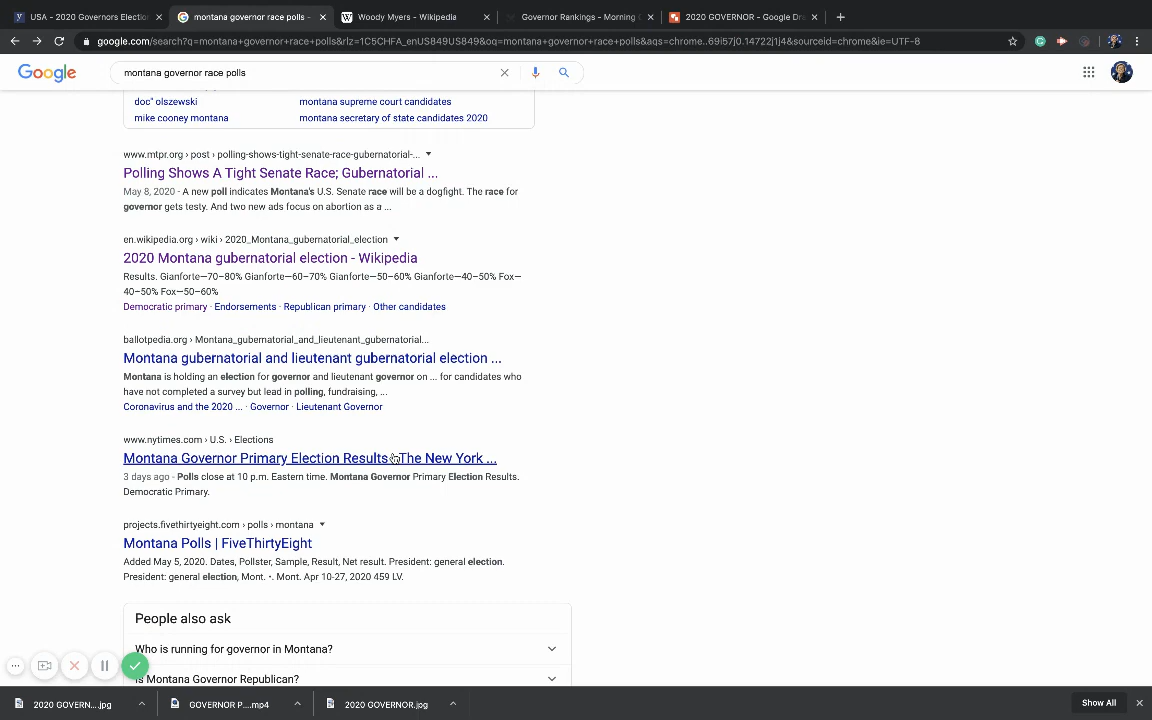 USA - 2020 Governors Election
montana governor race polls -
Woody Myers - Wikipedia
Governor Rankings - Morning
2020 GOVERNOR - Google Dra
google.com/search?q=montana+governor+race+polls&rlz=1C5CHFA_enUS849US849&oq=montana+governor+race+polls&aqs=chrome..69i57j0.14722j1j4&sourceid=chrome&ie=UTF-8
Google
montana governor race polls
doc" olszewski
montana supreme court candidates
mike cooney montana
montana secretary of state candidates 2020
www.mtpr.org › post › polling-shows-tight-senate-race-gubernatorial-...
Polling Shows A Tight Senate Race; Gubernatorial ...
May 8, 2020 - A new poll indicates Montana's U.S. Senate race will be a dogfight. The race for
governor gets testy. And two new ads focus on abortion as a ...
en.wikipedia.org › wiki › 2020_Montana_gubernatorial_election
2020 Montana gubernatorial election - Wikipedia
Results. Gianforte—70–80% Gianforte—60–70% Gianforte—50–60% Gianforte—40–50% Fox—
40–50% Fox—50–60%
Democratic primary · Endorsements · Republican primary · Other candidates
ballotpedia.org › Montana_gubernatorial_and_lieutenant_gubernatorial...
Montana gubernatorial and lieutenant gubernatorial election ...
Montana is holding an election for governor and lieutenant governor on ... for candidates who
have not completed a survey but lead in polling, fundraising, ...
Coronavirus and the 2020 ... · Governor · Lieutenant Governor
www.nytimes.com › U.S. › Elections
Montana Governor Primary Election Results - The New York ...
3 days ago - Polls close at 10 p.m. Eastern time. Montana Governor Primary Election Results.
Democratic Primary.
projects.fivethirtyeight.com › polls › montana
Montana Polls | FiveThirtyEight
Added May 5, 2020. Dates, Pollster, Sample, Result, Net result. President: general election.
President: general election, Mont. •. Mont. Apr 10-27, 2020 459 LV.
People also ask
Who is running for governor in Montana?
Is Montana Governor Republican?
2020 GOVERN....jpg
GOVERNOR P....mp4
2020 GOVERNOR.jpg
Show All